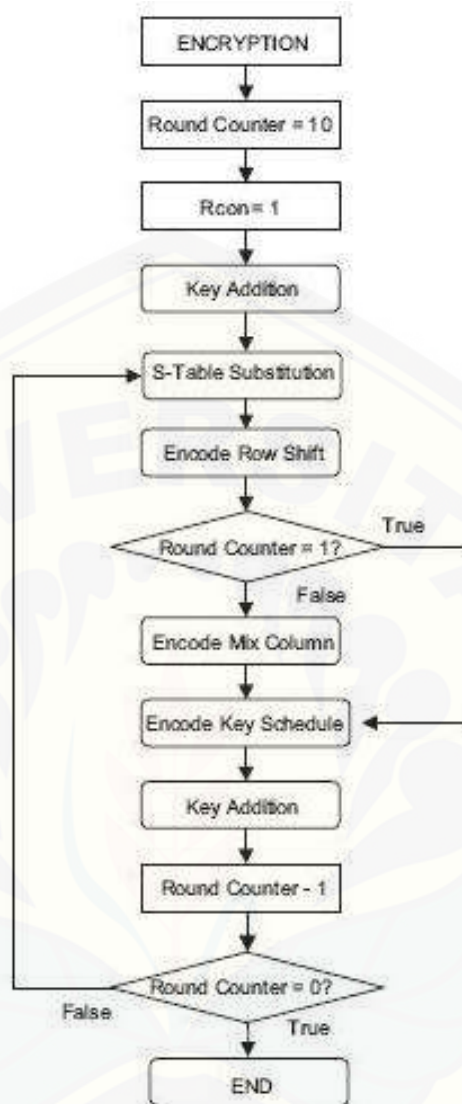 ENCRYPTION
Round Counter = 10
Rcon= 1
Key Addition
S-Table Substitution
Encode Row Shift
Round Counter = 1?
True
False
Encode Mix Column
Encode Key Schedule
Key Addition
Round Counter - 1
Round Counter = 0?
False
True
END